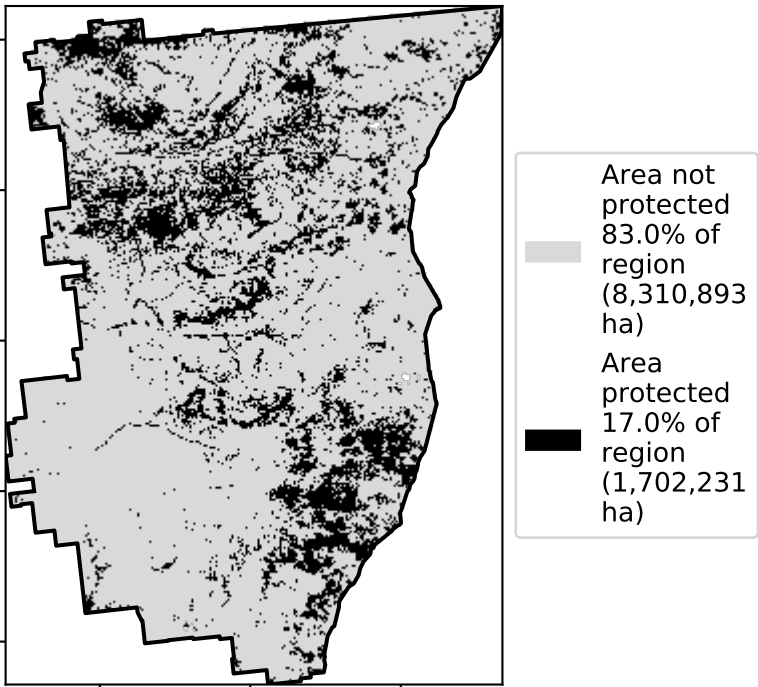 Area not
protected
83.0% of
region
(8,310,893
ha)
Area
protected
17.0% of
region
(1,702,231
ha)